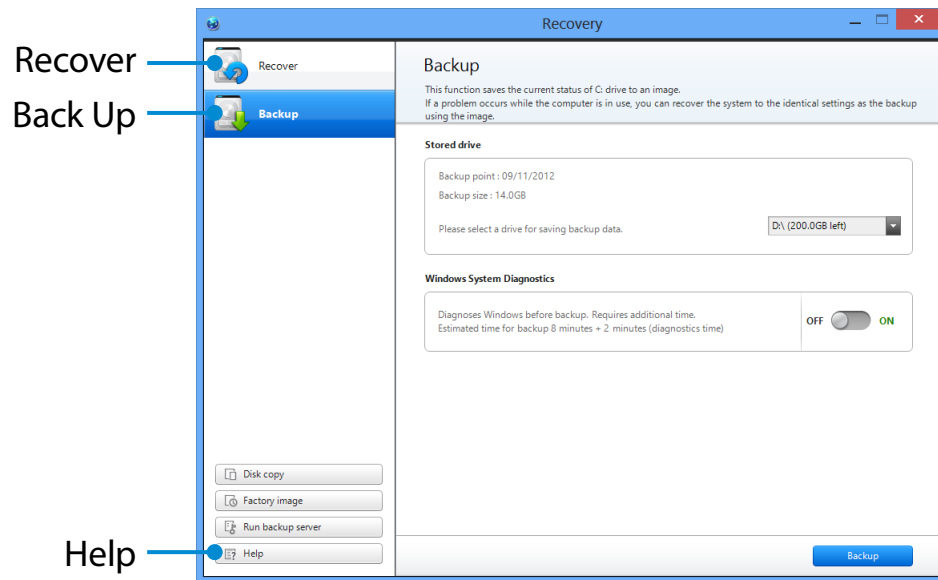 Recovery
Recover
Back Up
Help
Recover
Backup
Disk copy
Factory image
Run backup server
Help
Backup
This function saves the current status of C: drive to an image.
If a problem occurs while the computer is in use, you can recover the system to the identical settings as the backup
using the image.
Stored drive
Backup point : 09/11/2012
Backup size : 14.0GB
Please select a drive for saving backup data.
D:\ (200.0GB left)
Windows System Diagnostics
Diagnoses Windows before backup. Requires additional time.
Estimated time for backup 8 minutes + 2 minutes (diagnostics time)
OFF
ON
Backup